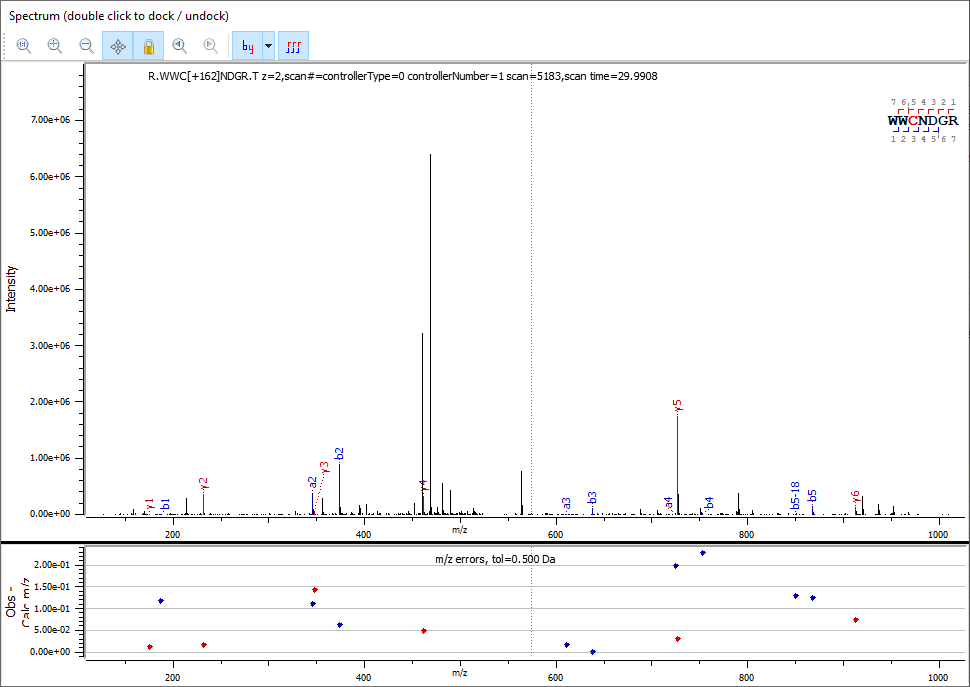 Spectrum (double click to dock / undock)
by
R.WWC[+162]NDGR.T z=2,scan#=controllerType=0 controllerNumber=1 scan=5183,scan time=29.9908
7 6 5 4 3 2 1
WWCNDGR
1 2 3 4 5 6 7
7.00e+06
6.00e+06
5.00e+06
4.00e+06
3.00e+06
2.00e+06
1.00e+06
0.00e+00
Intensity
y1
b1
y2
a2
y3
b2
y4
a3
b3
a4
y5
b4
b5-18
b5
y6
200
400
600
800
1000
m/z
m/z errors, tol=0.500 Da
2.00e-01
1.50e-01
1.00e-01
5.00e-02
0.00e+00
Obs -
Calc m/z
200
400
600
800
1000
m/z